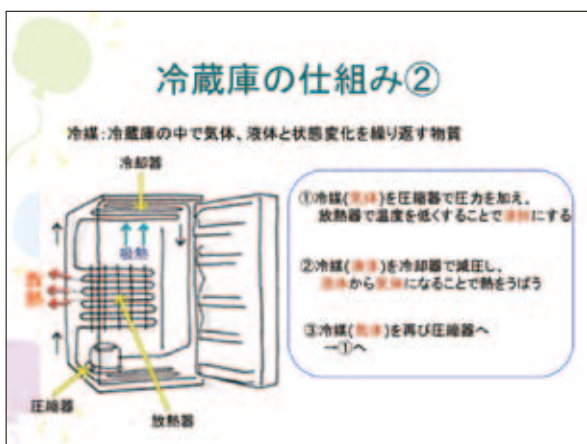 冷蔵庫の仕組み②
冷媒:冷蔵庫の中で気体、液体と状態変化を繰り返す物質
冷却器
吸熱
放熱
圧縮器
放熱器
①冷媒(気体)を圧縮器で圧力を加え、
放熱器で温度を低くすることで液体にする
②冷媒(液体)を冷却器で減圧し、
液体から気体になることで熱をうばう
③冷媒(気体)を再び圧縮器へ
→①へ